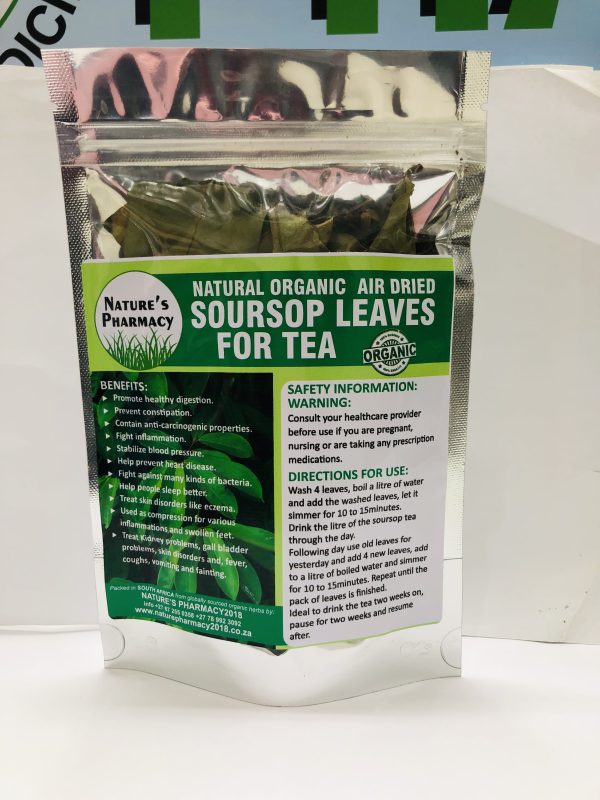 DICI
NATURE'S
PHARMACY
NATURAL ORGANIC AIR DRIED
SOURSOP LEAVES
FOR TEA
ORGANIC
BENEFITS:
▶ Promote healthy digestion.
▶ Prevent constipation.
▶ Contain anti-carcinogenic properties.
▶ Fight inflammation.
▶ Stabilize blood pressure.
▶ Help prevent heart disease.
▶ Fight against many kinds of bacteria.
▶ Help people sleep better.
▶ Treat skin disorders like eczema.
▶ Used as compression for various
inflammations and swollen feet.
▶ Treat Kidney problems, gall bladder
problems, skin disorders and, fever,
coughs, vomiting and fainting.
Packed in SOUTH AFRICA from globally sourced organic herbs by:
NATURE'S PHARMACY2018
www.naturepharmacy2018.co.za
SAFETY INFORMATION:
WARNING:
Consult your healthcare provider
before use if you are pregnant,
nursing or are taking any prescription
medications.
DIRECTIONS FOR USE:
Wash 4 leaves, boil a litre of water
and add the washed leaves, let it
simmer for 10 to 15minutes.
Drink the litre of the soursop tea
through the day.
Following day use old leaves for
yesterday and add 4 new leaves, add
to a litre of boiled water and simmer
for 10 to 15minutes. Repeat until the
pack of leaves is finished.
Ideal to drink the tea two weeks on,
pause for two weeks and resume
after.